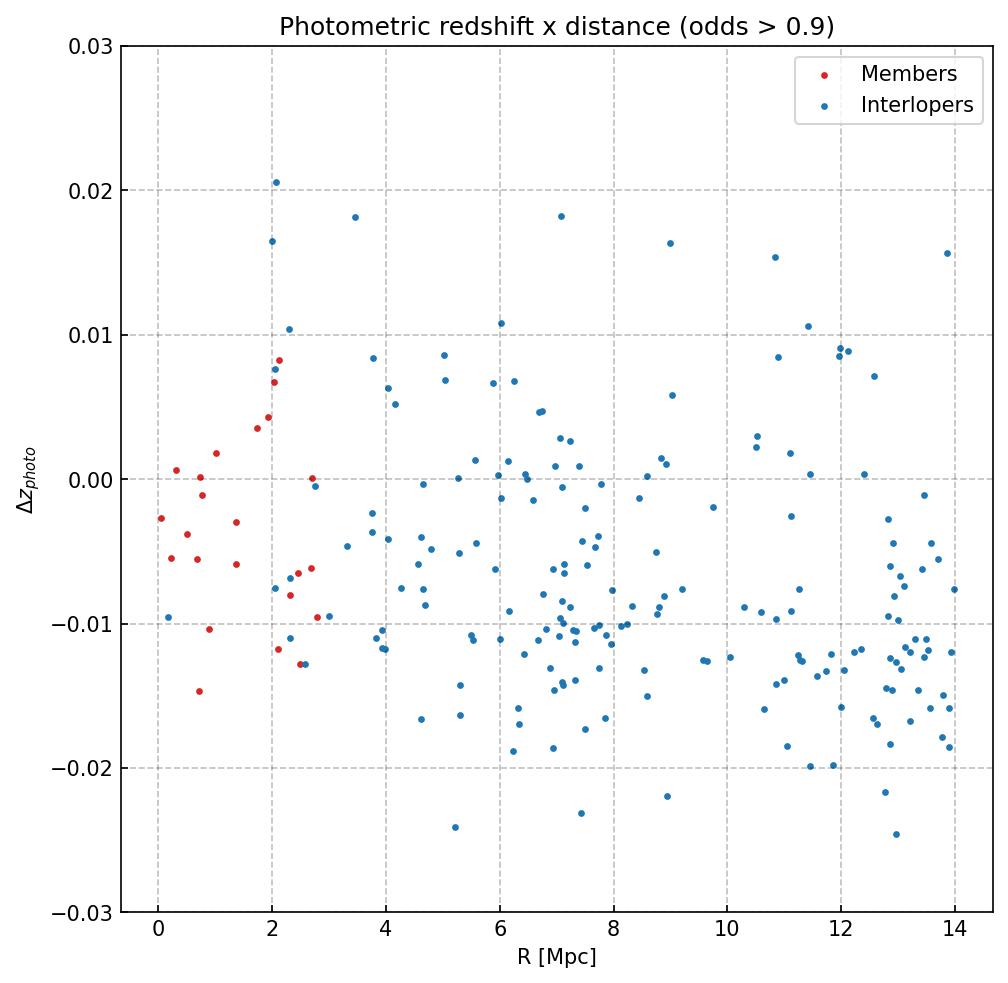 Photometric redshift x distance (odds > 0.9)
Members
Interlopers
0.03
0.02
0.01
0.00
−0.01
−0.02
−0.03
Δz_photo
0 2 4 6 8 10 12 14
R [Mpc]